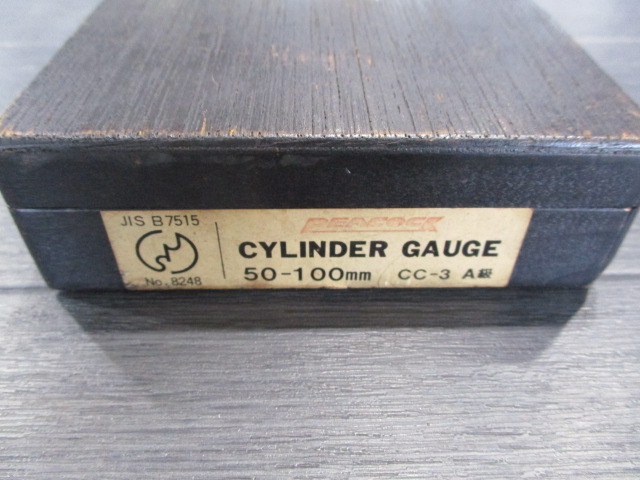 JIS B7515
No. 8248
PEACOCK
CYLINDER GAUGE
50-100mm CC-3 A級